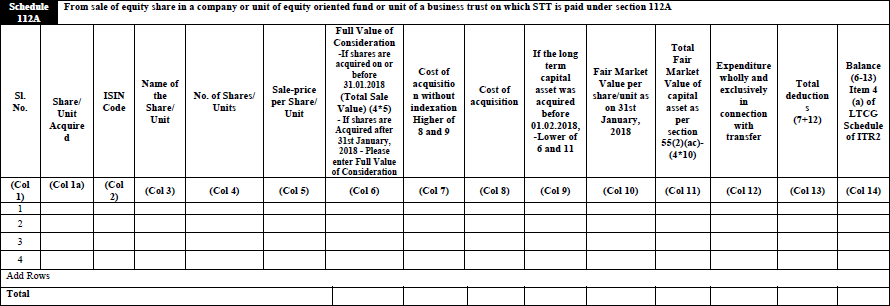 Schedule
112A
From sale of equity share in a company or unit of equity oriented fund or unit of a business trust on which STT is paid under section 112A
Sl.
No.
Share/
Unit
Acquire
d
ISIN
Code
Name of
the
Share/
Unit
No. of Shares/
Units
Sale-price
per Share/
Unit
Full Value of
Consideration
-If shares are
acquired on or
before
31.01.2018
(Total Sale
Value) (4*5)
- If shares are
Acquired after
31st January,
2018 - Please
enter Full Value
of Consideration
Cost of
acquisitio
n without
indexation
Higher of
8 and 9
Cost of
acquisition
If the long
term
capital
asset was
acquired
before
01.02.2018,
-Lower of
6 and 11
Fair Market
Value per
share/unit as
on 31st
January,
2018
Total
Fair
Market
Value of
capital
asset as
per
section
55(2)(ac)-
(4*10)
Expenditure
wholly and
exclusively
in
connection
with
transfer
Total
deduction
s
(7+12)
Balance
(6-13)
Item 4
(a) of
LTCG
Schedule
of ITR2
(Col
1)
(Col 1a)
(Col
2)
(Col 3)
(Col 4)
(Col 5)
(Col 6)
(Col 7)
(Col 8)
(Col 9)
(Col 10)
(Col 11)
(Col 12)
(Col 13)
(Col 14)
1
2
3
4
Add Rows
Total